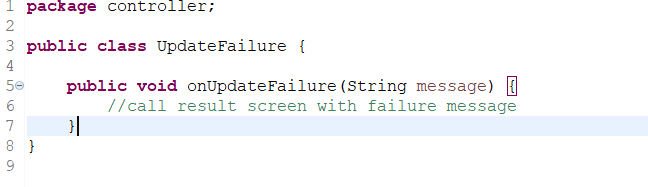 1 package controller;
2
3 public class UpdateFailure {
4
5 public void onUpdateFailure(String message) {
6 //call result screen with failure message
7 }
8 }
9